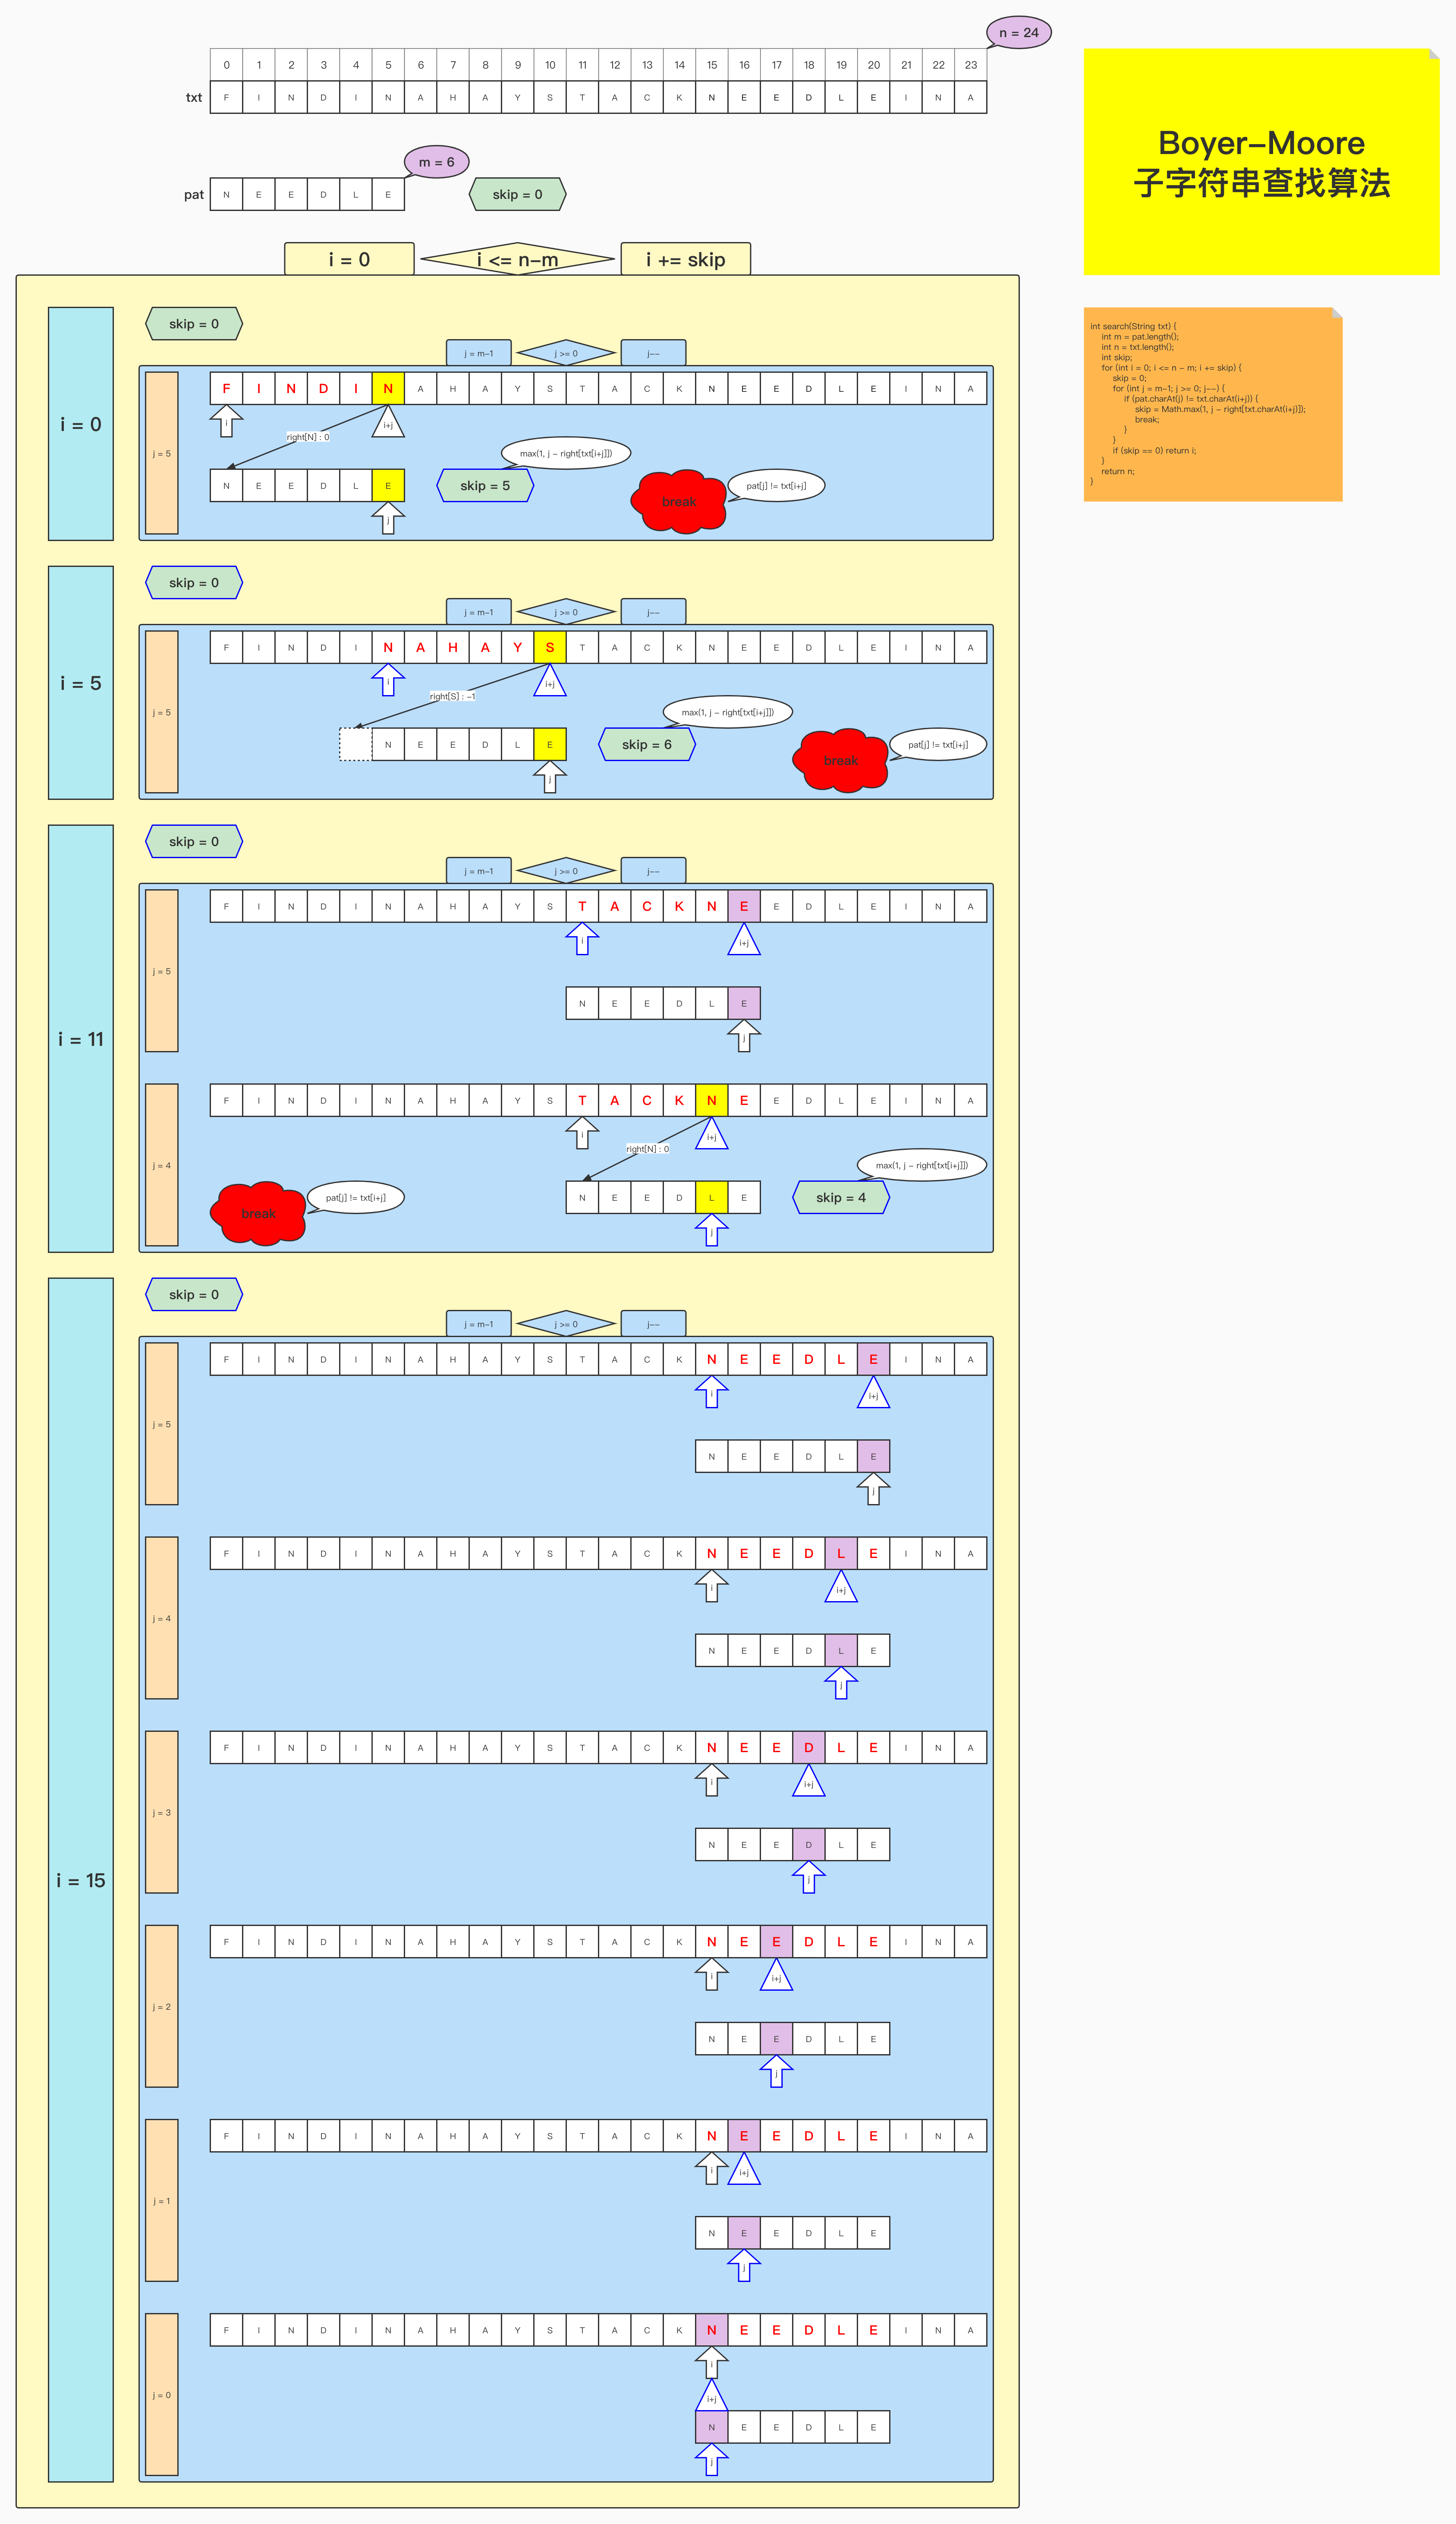 n = 24
0 1 2 3 4 5 6 7 8 9 10 11 12 13 14 15 16 17 18 19 20 21 22 23
txt F I N D I N A H A Y S T A C K N E E D L E I N A
m = 6
pat N E E D L E skip = 0
Boyer-Moore
子字符串查找算法
int search(String txt) {
int m = pat.length();
int n = txt.length();
int skip;
for (int i = 0; i <= n - m; i += skip) {
skip = 0;
for (int j = m-1; j >= 0; j--) {
if (pat.charAt(j) != txt.charAt(i+j)) {
skip = Math.max(1, j - right[txt.charAt(i+j)]);
break;
}
}
if (skip == 0) return i;
}
return n;
}
i = 0 i <= n-m i += skip
i = 0
skip = 0
j = m-1 j >= 0 j--
j = 5
F I N D I N A H A Y S T A C K N E E D L E I N A
i i+j
right[N] : 0
max(1, j - right[txt[i+j]])
N E E D L E skip = 5 break pat[j] != txt[i+j]
j
i = 5
skip = 0
j = m-1 j >= 0 j--
j = 5
F I N D I N A H A Y S T A C K N E E D L E I N A
i i+j
right[S] : -1
max(1, j - right[txt[i+j]])
N E E D L E skip = 6 break pat[j] != txt[i+j]
j
i = 11
skip = 0
j = m-1 j >= 0 j--
j = 5
F I N D I N A H A Y S T A C K N E E D L E I N A
i i+j
N E E D L E
j
j = 4
F I N D I N A H A Y S T A C K N E E D L E I N A
i i+j
right[N] : 0
max(1, j - right[txt[i+j]])
break pat[j] != txt[i+j] N E E D L E skip = 4
j
i = 15
skip = 0
j = m-1 j >= 0 j--
j = 5
F I N D I N A H A Y S T A C K N E E D L E I N A
i i+j
N E E D L E
j
j = 4
F I N D I N A H A Y S T A C K N E E D L E I N A
i i+j
N E E D L E
j
j = 3
F I N D I N A H A Y S T A C K N E E D L E I N A
i i+j
N E E D L E
j
j = 2
F I N D I N A H A Y S T A C K N E E D L E I N A
i i+j
N E E D L E
j
j = 1
F I N D I N A H A Y S T A C K N E E D L E I N A
i i+j
N E E D L E
j
j = 0
F I N D I N A H A Y S T A C K N E E D L E I N A
i
i+j
N E E D L E
j